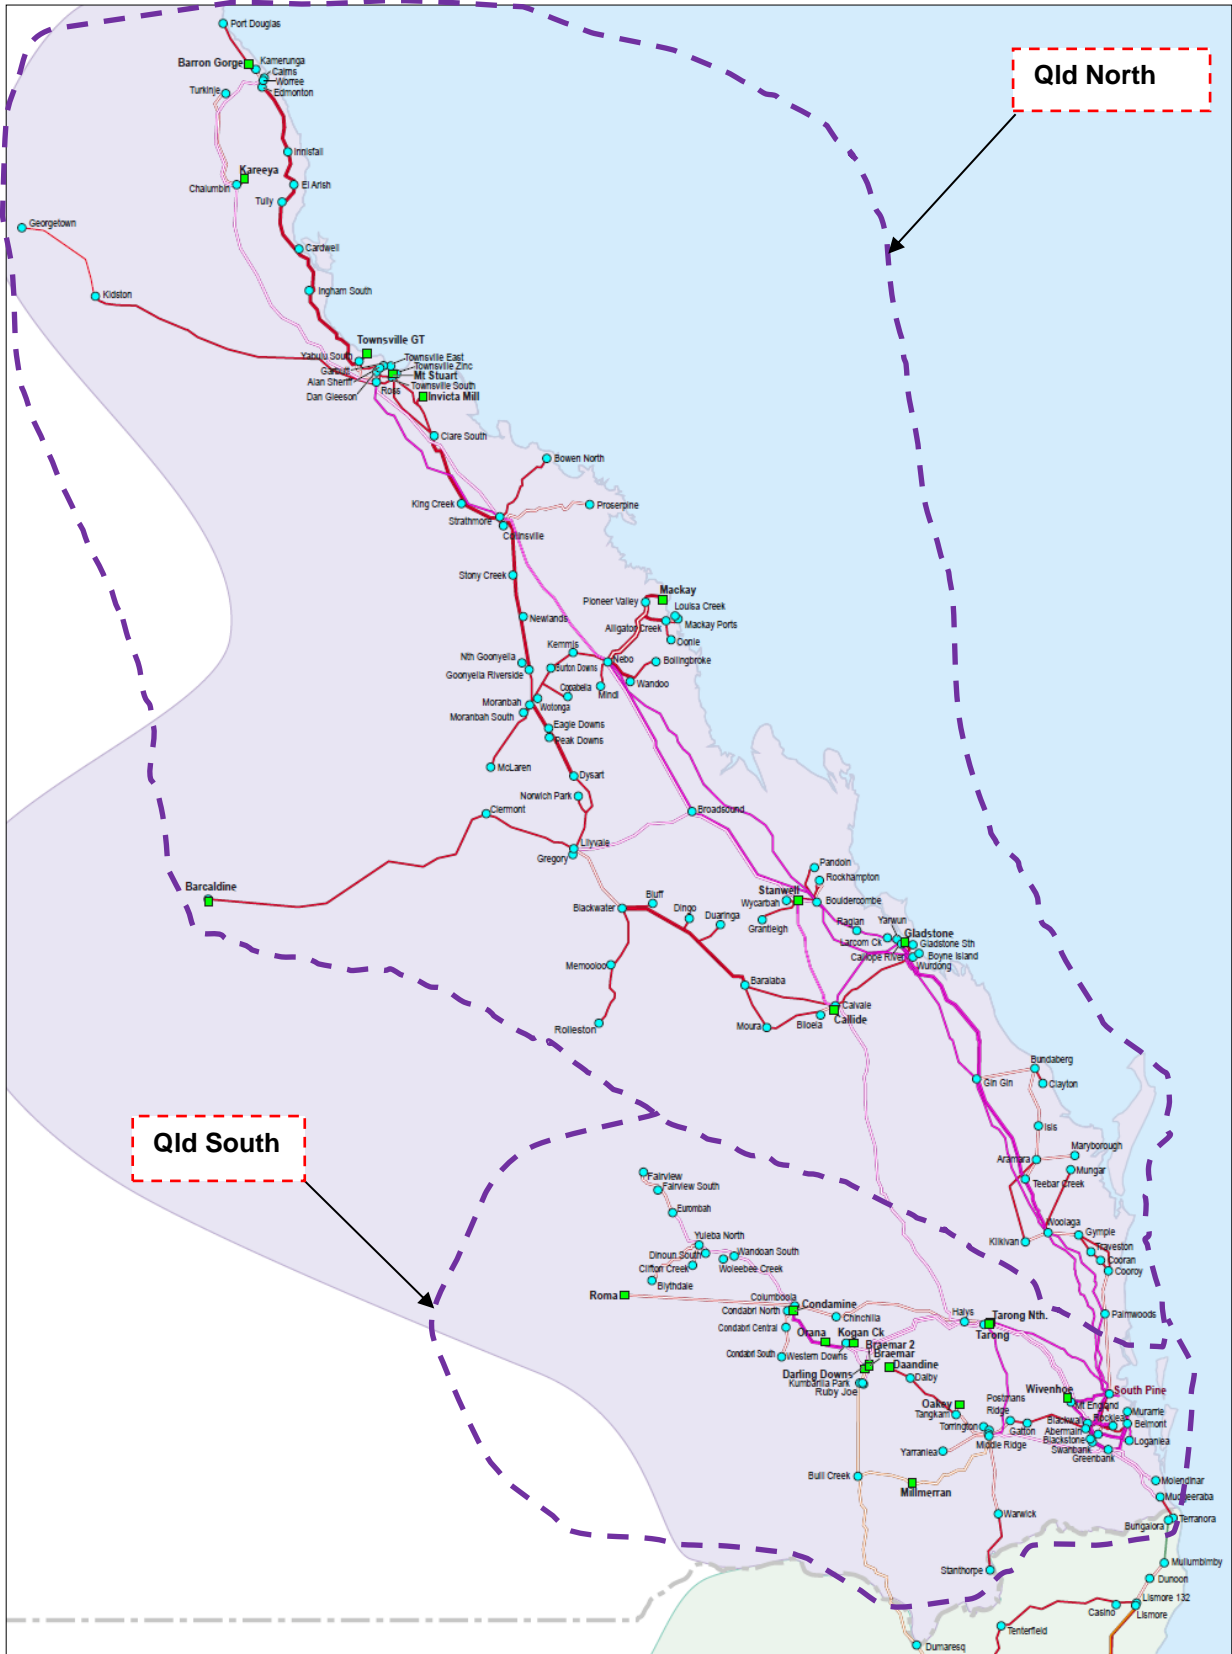 Port Douglas
Qld North
Barron Gorge
Kamerunga
Cairns
Woree
Turkinje
Edmonton
Innisfail
Kareeya
Chalumbin
El Arish
Tully
Georgetown
Cardwell
Kidston
Ingham South
Townsville GT
Yabulu South
Townsville East
Garbutt
Townsville Zinc
Alan Sheriff
Mt Stuart
Dan Gleeson
Ross
Townsville South
Invicta Mill
Clare South
Bowen North
King Creek
Proserpine
Strathmore
Collinsville
Stony Creek
Mackay
Pioneer Valley
Louisa Creek
Newlands
Alligator Creek
Mackay Ports
Oonie
Kemmis
Nth Goonyella
Burton Downs
Nebo
Bolingbroke
Goonyella Riverside
Coppabella
Mindi
Wandoo
Moranbah
Wotonga
Moranbah South
Eagle Downs
Peak Downs
McLaren
Dysart
Norwich Park
Clermont
Broadsound
Lilyvale
Gregory
Pandoin
Rockhampton
Barcaldine
Stanwell
Wycarbah
Bouldercombe
Blackwater
Bluff
Dingo
Duaringa
Grantleigh
Raglan
Yarwun
Gladstone
Larcom Ck
Gladstone Sth
Calliope River
Boyne Island
Wurdong
Memooloo
Baralaba
Calvale
Rolleston
Moura
Biloela
Callide
Bundaberg
Gin Gin
Clayton
Isis
Qld South
Maryborough
Aramara
Mungar
Fairview
Teebar Creek
Fairview South
Eurombah
Woolaga
Gympie
Yuleba North
Kilkivan
Traveston
Dinoun South
Wandoan South
Cooran
Clifton Creek
Woleebee Creek
Cooroy
Blythdale
Roma
Columboola
Condamine
Condabri North
Chinchilla
Halys
Tarong Nth.
Palmwoods
Condabri Central
Orana
Kogan Ck
Tarong
Condabri South
Western Downs
Braemar 2
Braemar
Darling Downs
Daandine
Kumbarilla Park
Dalby
Ruby Joe
Wivenhoe
South Pine
Oakey
Postmans
Ridge
Mt England
Murarrie
Tangkam
Blackwall
Rocklea
Belmont
Torrington
Gatton
Abermain
Yarranlea
Middle Ridge
Blackstone
Loganlea
Swanbank
Greenbank
Bull Creek
Millmerran
Molendinar
Mudgeeraba
Warwick
Bungalora
Terranora
Stanthorpe
Mullumbimby
Dunoon
Lismore 132
Casino
Lismore
Tenterfield
Dumaresq